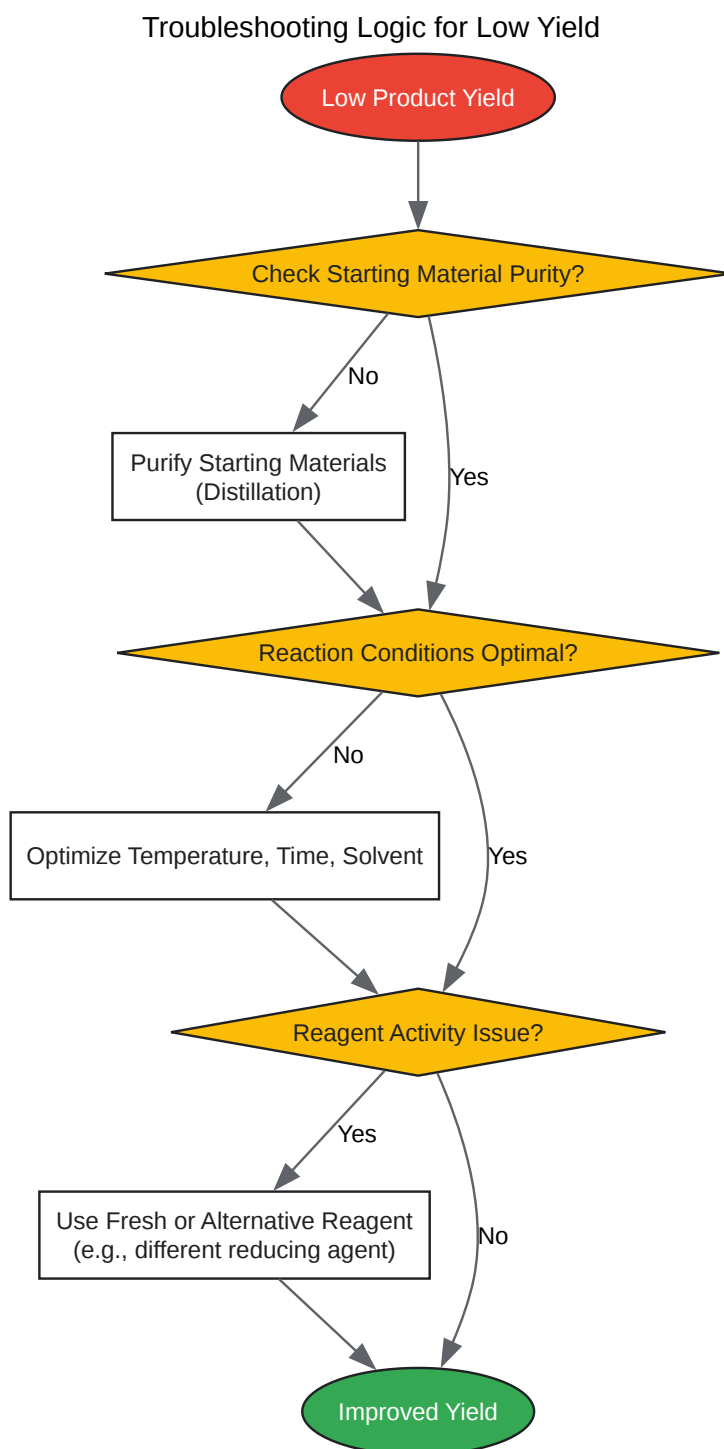 Troubleshooting Logic for Low Yield
Low Product Yield
Check Starting Material Purity?
No
Purify Starting Materials
(Distillation)
Yes
Reaction Conditions Optimal?
No
Optimize Temperature, Time, Solvent
Yes
Reagent Activity Issue?
Yes
Use Fresh or Alternative Reagent
(e.g., different reducing agent)
No
Improved Yield